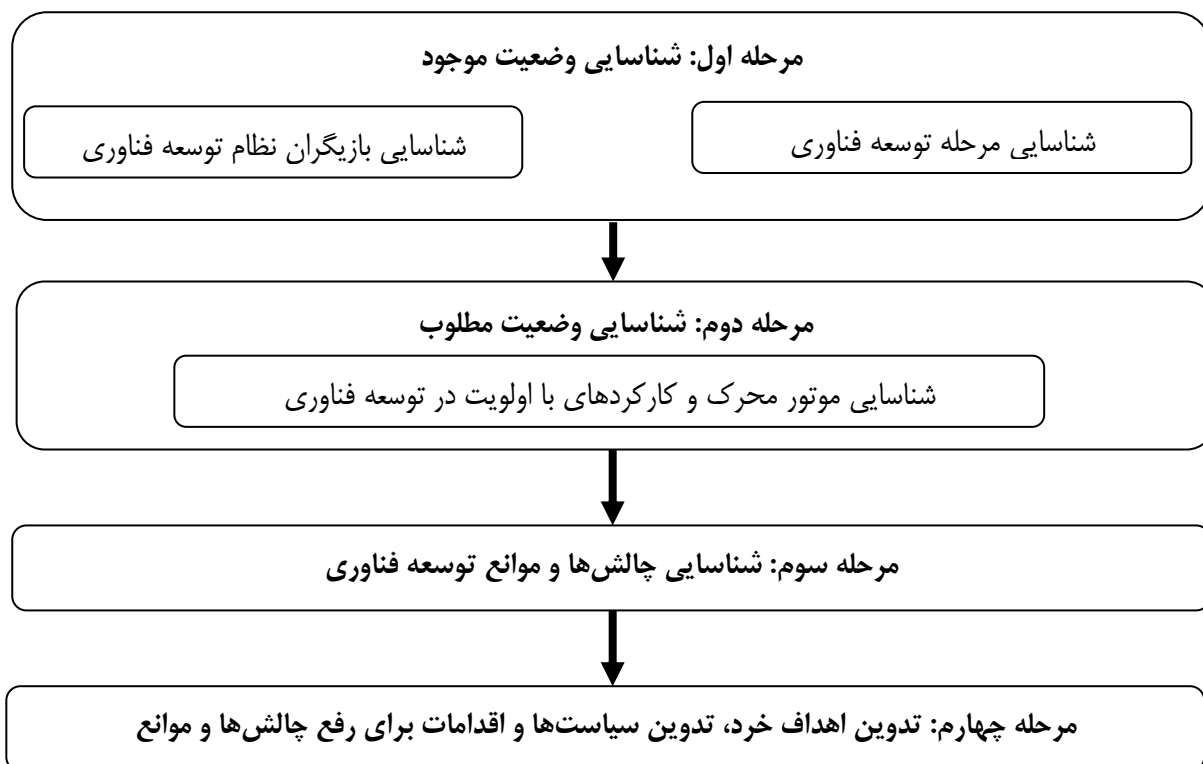 مرحله اول: شناسایی وضعیت موجود
شناسایی مرحله توسعه فناوری
شناسایی بازیگران نظام توسعه فناوری
مرحله دوم: شناسایی وضعیت مطلوب
شناسایی موتور محرک و کارکردهای با اولویت در توسعه فناوری
مرحله سوم: شناسایی چالش‌ها و موانع توسعه فناوری
مرحله چهارم: تدوین اهداف خرد، تدوین سیاست‌ها و اقدامات برای رفع چالش‌ها و موانع